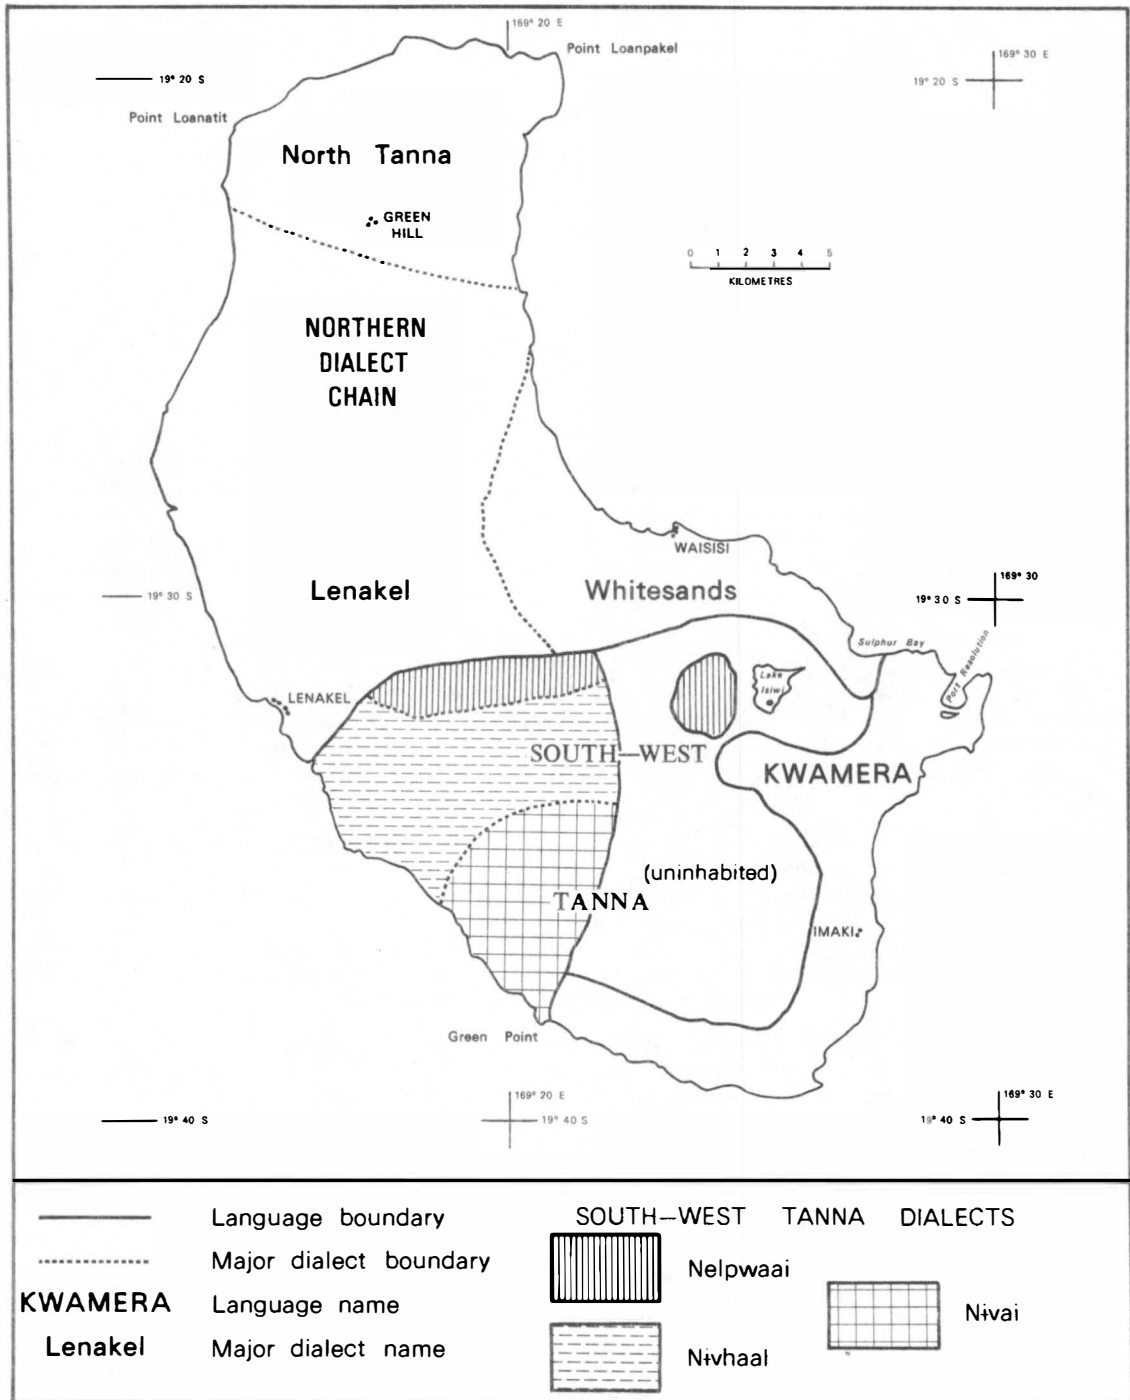 169° 20 E
Point Loanpakel
169° 30 E
19° 20 S
19° 20 S
Point Loanatit
North Tanna
GREEN
HILL
0 1 2 3 4 5
KILOMETRES
NORTHERN
DIALECT
CHAIN
WAISISI
169° 30
Lenakel
Whitesands
19° 30 S
19° 30 S
Sulphur Bay
Port Resolution
Lake
Isiwi
LENAKEL
SOUTH—WEST
KWAMERA
(uninhabited)
TANNA
IMAKI
Green Point
169° 20 E
169° 30 E
19° 40 S
19° 40 S
19° 40 S
Language boundary
Major dialect boundary
KWAMERA Language name
Lenakel Major dialect name
SOUTH—WEST TANNA DIALECTS
Nelpwaai
Nɨvai
Nɨvhaal